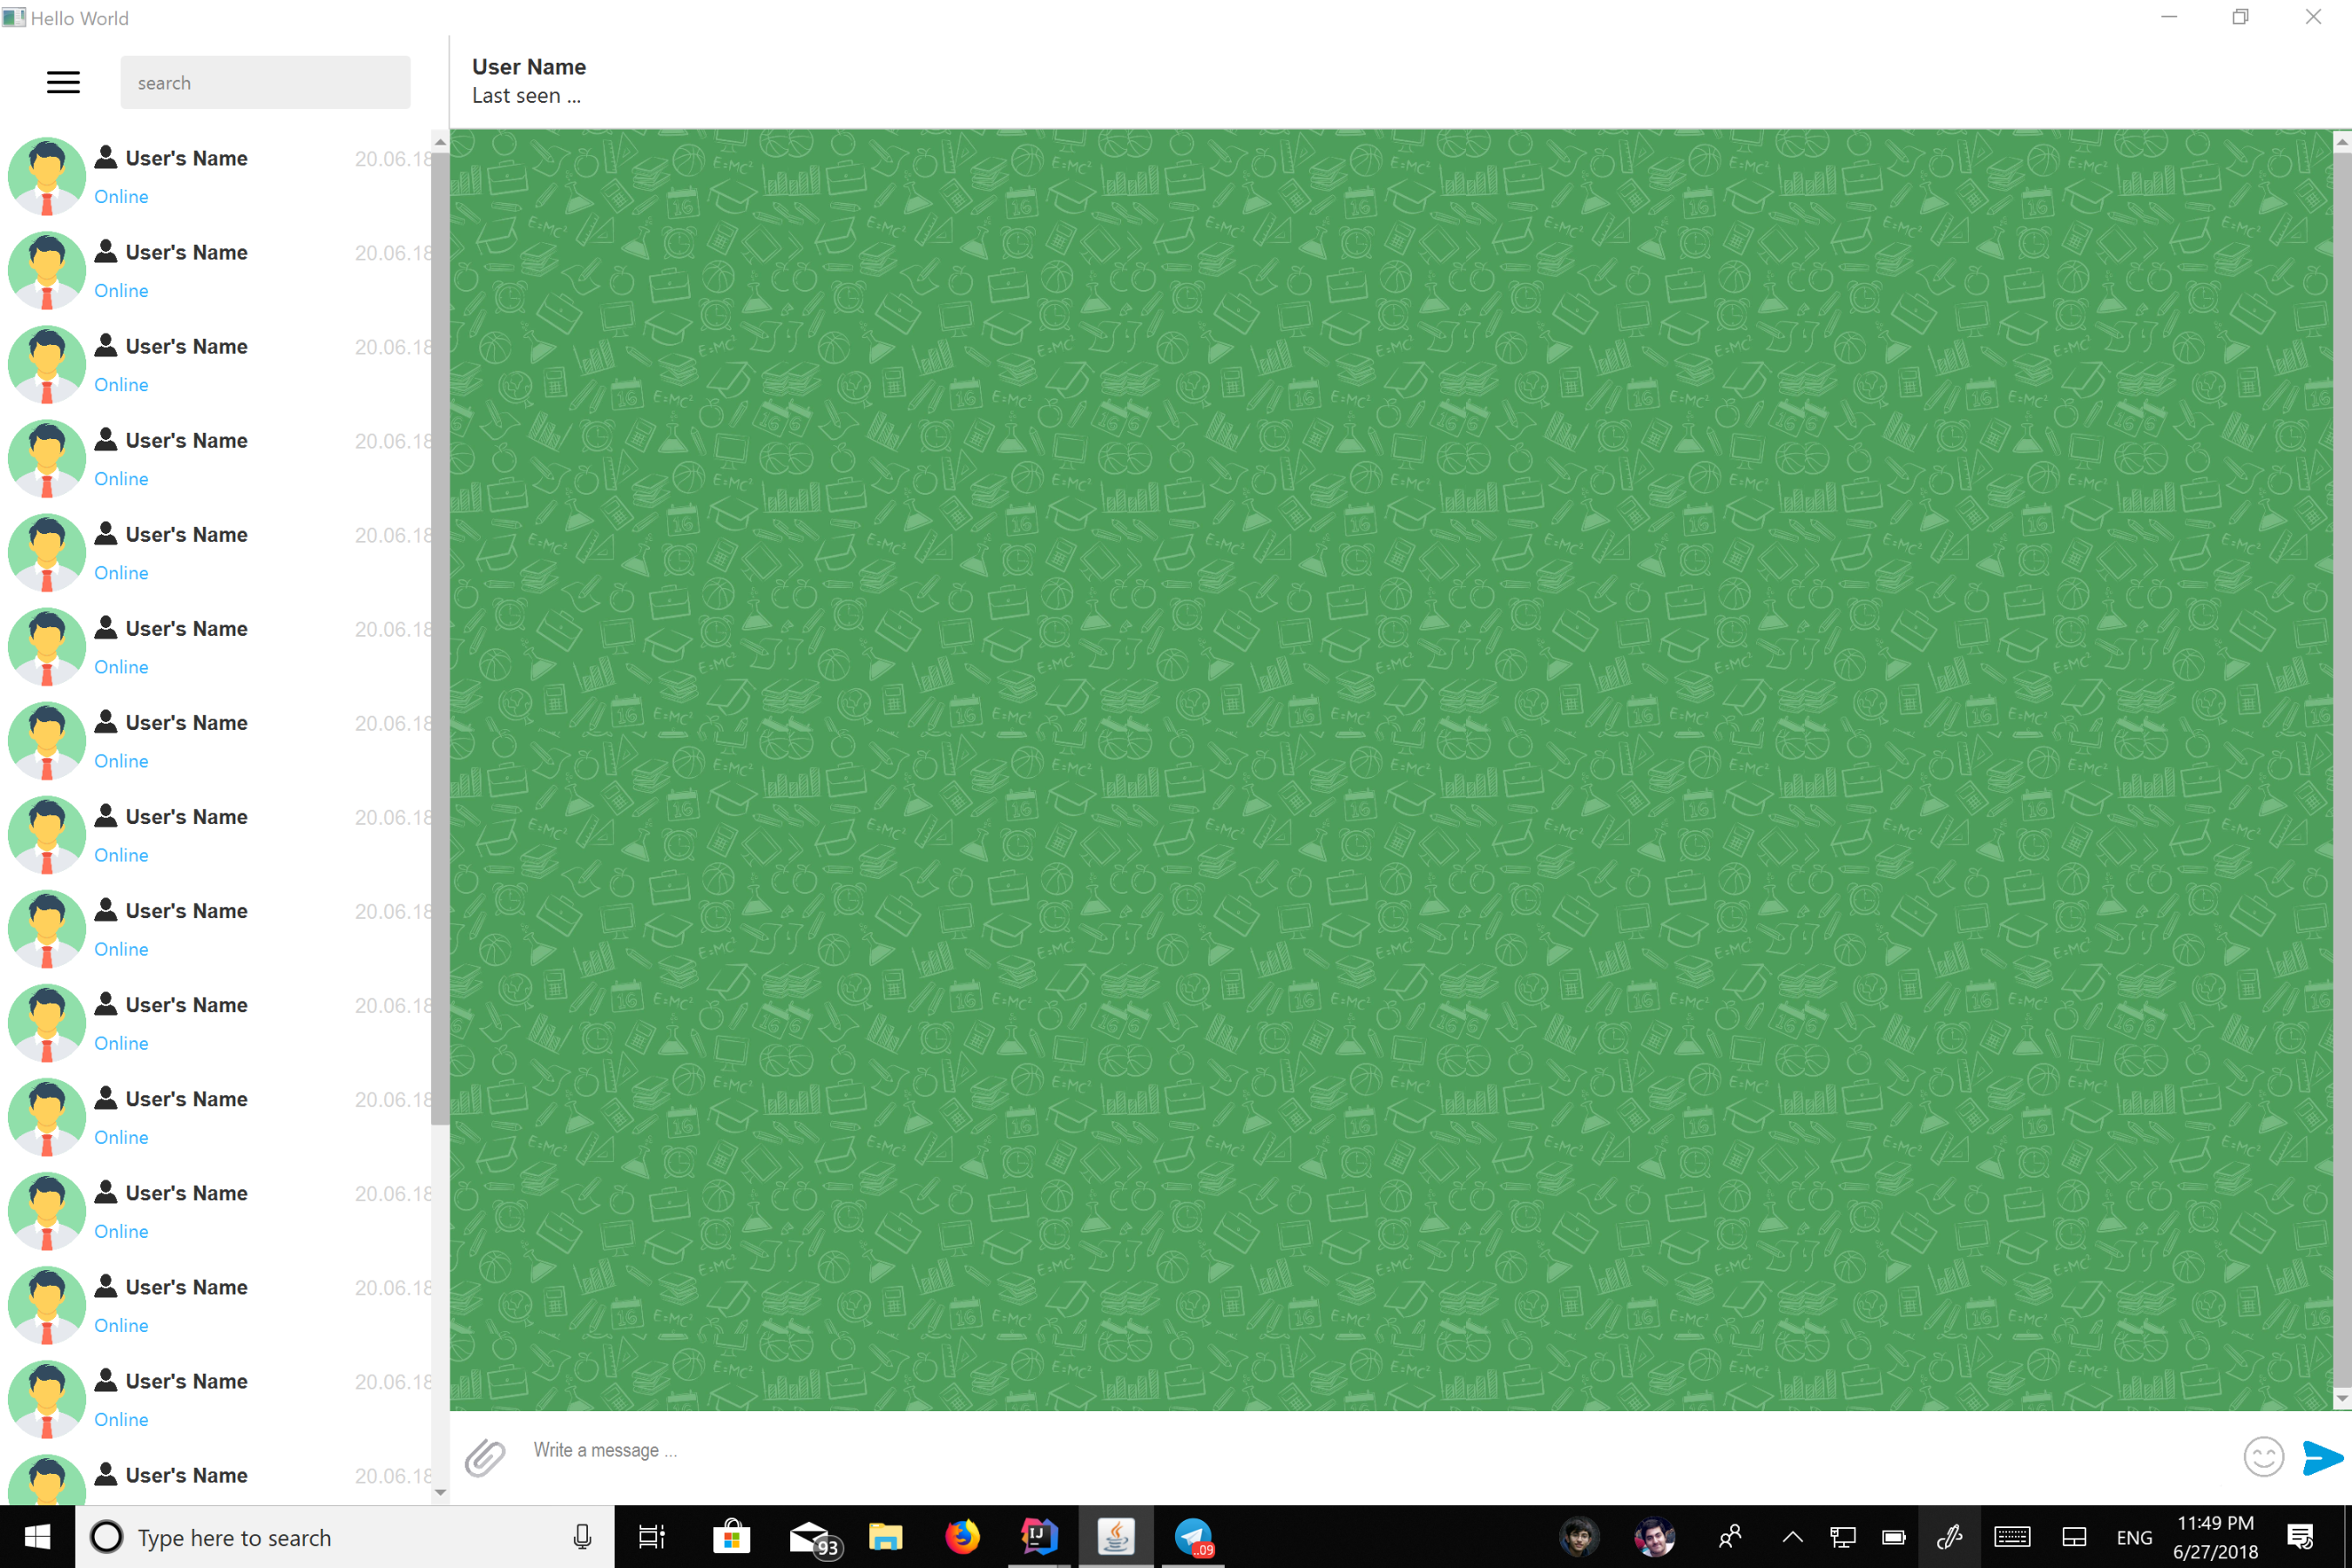 Hello World
search
User Name
Last seen ...
User's Name 20.06.18
Online
User's Name 20.06.18
Online
User's Name 20.06.18
Online
User's Name 20.06.18
Online
User's Name 20.06.18
Online
User's Name 20.06.18
Online
User's Name 20.06.18
Online
User's Name 20.06.18
Online
User's Name 20.06.18
Online
User's Name 20.06.18
Online
User's Name 20.06.18
Online
User's Name 20.06.18
Online
User's Name 20.06.18
Online
User's Name 20.06.18
Online
User's Name 20.06.18
E=MC²
16
Write a message ...
Type here to search
93
IJ
..09
ENG
11:49 PM
6/27/2018